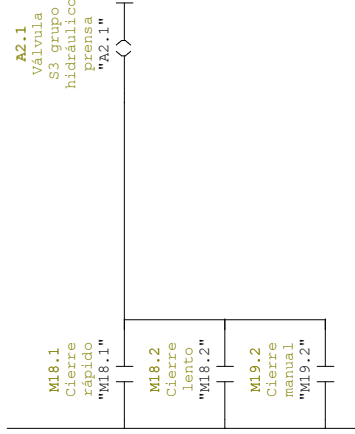 A2.1
Válvula
S3 grupo
hidráulico
prensa
"A2.1"
M18.1
Cierre
rápido
"M18.1"
M18.2
Cierre
lento
"M18.2"
M19.2
Cierre
manual
"M19.2"